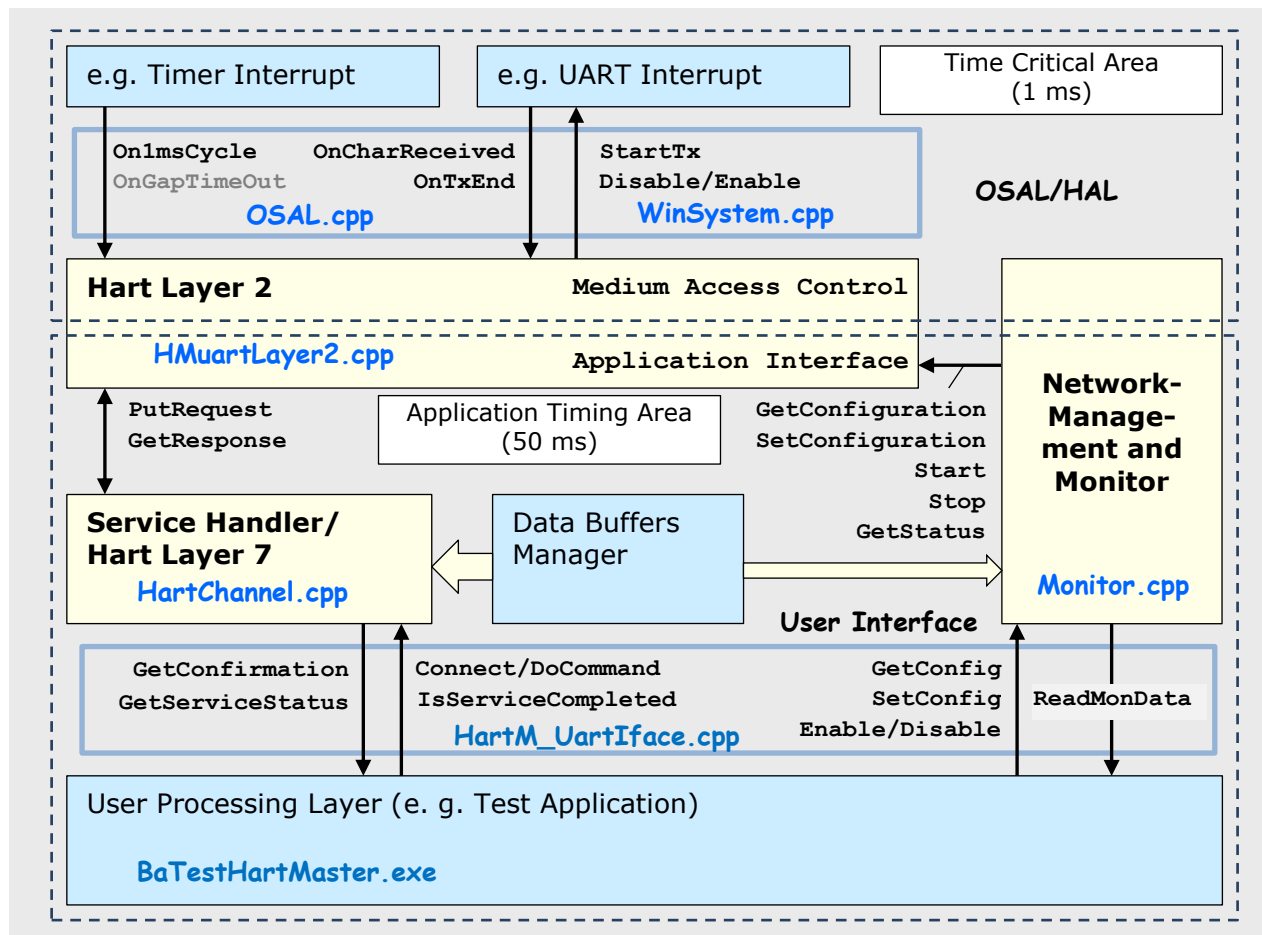 e.g. Timer Interrupt
e.g. UART Interrupt
Time Critical Area
(1 ms)
On1msCycle
OnCharReceived
StartTx
OnGapTimeOut
OnTxEnd
Disable/Enable
OSAL/HAL
OSAL.cpp
WinSystem.cpp
Hart Layer 2
Medium Access Control
HMuartLayer2.cpp
Application Interface
PutRequest
GetResponse
Application Timing Area
(50 ms)
GetConfiguration
SetConfiguration
Start
Stop
GetStatus
Network-
Manage-
ment and
Monitor
Monitor.cpp
Service Handler/
Hart Layer 7
HartChannel.cpp
Data Buffers
Manager
User Interface
GetConfirmation
GetServiceStatus
Connect/DoCommand
IsServiceCompleted
HartM_UartIface.cpp
GetConfig
SetConfig
Enable/Disable
ReadMonData
User Processing Layer (e. g. Test Application)
BaTestHartMaster.exe